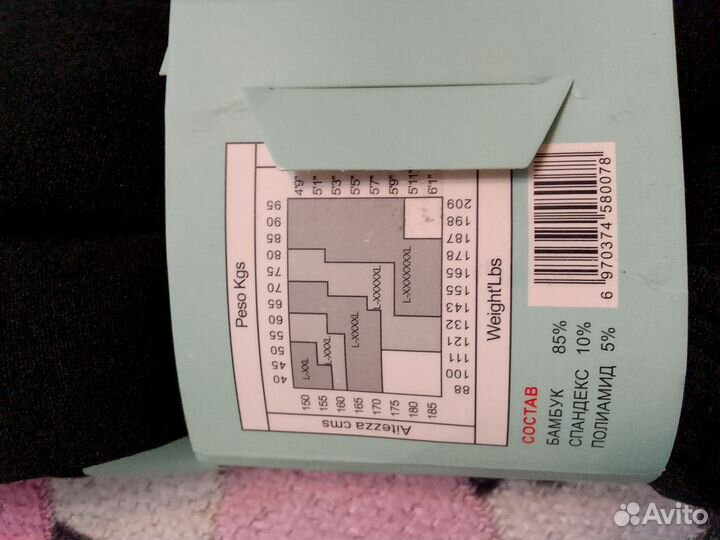 Peso Kgs
95 90 85 80 75 70 65 60 55 50 45 40
4'9" 5'1" 5'3" 5'5" 5'7" 5'9" 5'11" 6'1"
L-XXL
L-XXXL
L-XXXXL
L-XXXXXL
L-XXXXXXXXL
150 155 160 165 170 175 180 185
Altezza cms
209 198 187 178 165 155 143 132 121 111 100 88
Weight'Lbs
СОСТАВ
БАМБУК 85%
СПАНДЕКС 10%
ПОЛИАМИД 5%
6 970374 580078
Avito